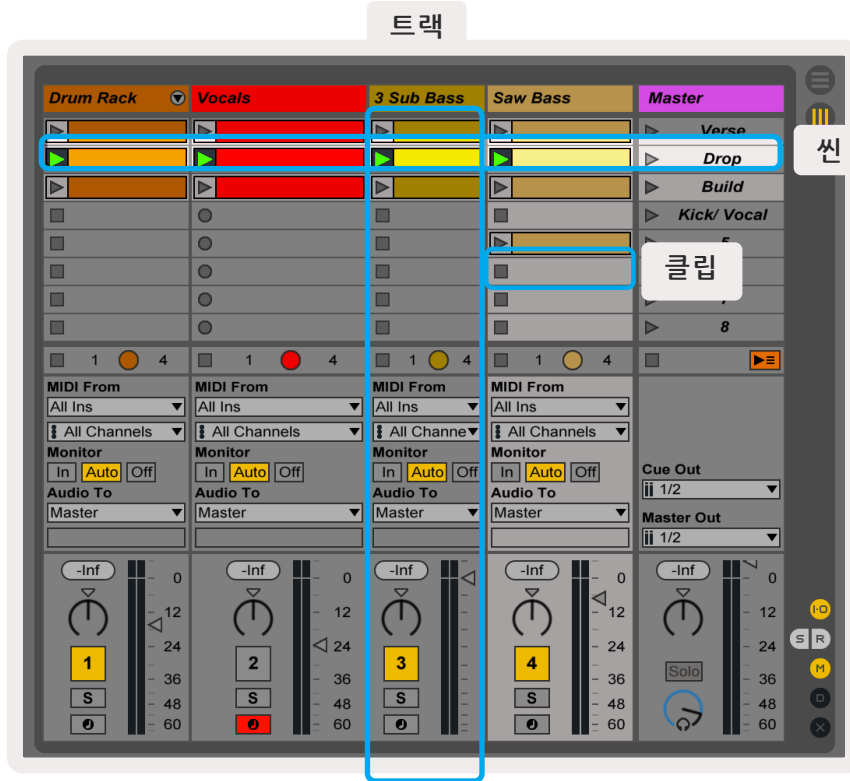 트랙
Drum Rack Vocals 3 Sub Bass Saw Bass Master
Verse
씬
Drop
Build
Kick/ Vocal
클립
8
1 4 1 4 1 4 1 4
MIDI From MIDI From MIDI From MIDI From
All Ins All Ins All Ins All Ins
All Channels All Channels All Channe All Channels
Monitor Monitor Monitor Monitor
In Auto Off In Auto Off In Auto Off In Auto Off
Cue Out
Audio To Audio To Audio To Audio To
1/2
Master Master Master Master
Master Out
1/2
-Inf -Inf -Inf -Inf -Inf
0 0 0 0
12 12 12 12
24 24 24 24
1 2 3 4 Solo
36 36 36 36
S S S S
48 48 48 48
60 60 60 60
I·O
S R
M
D
X